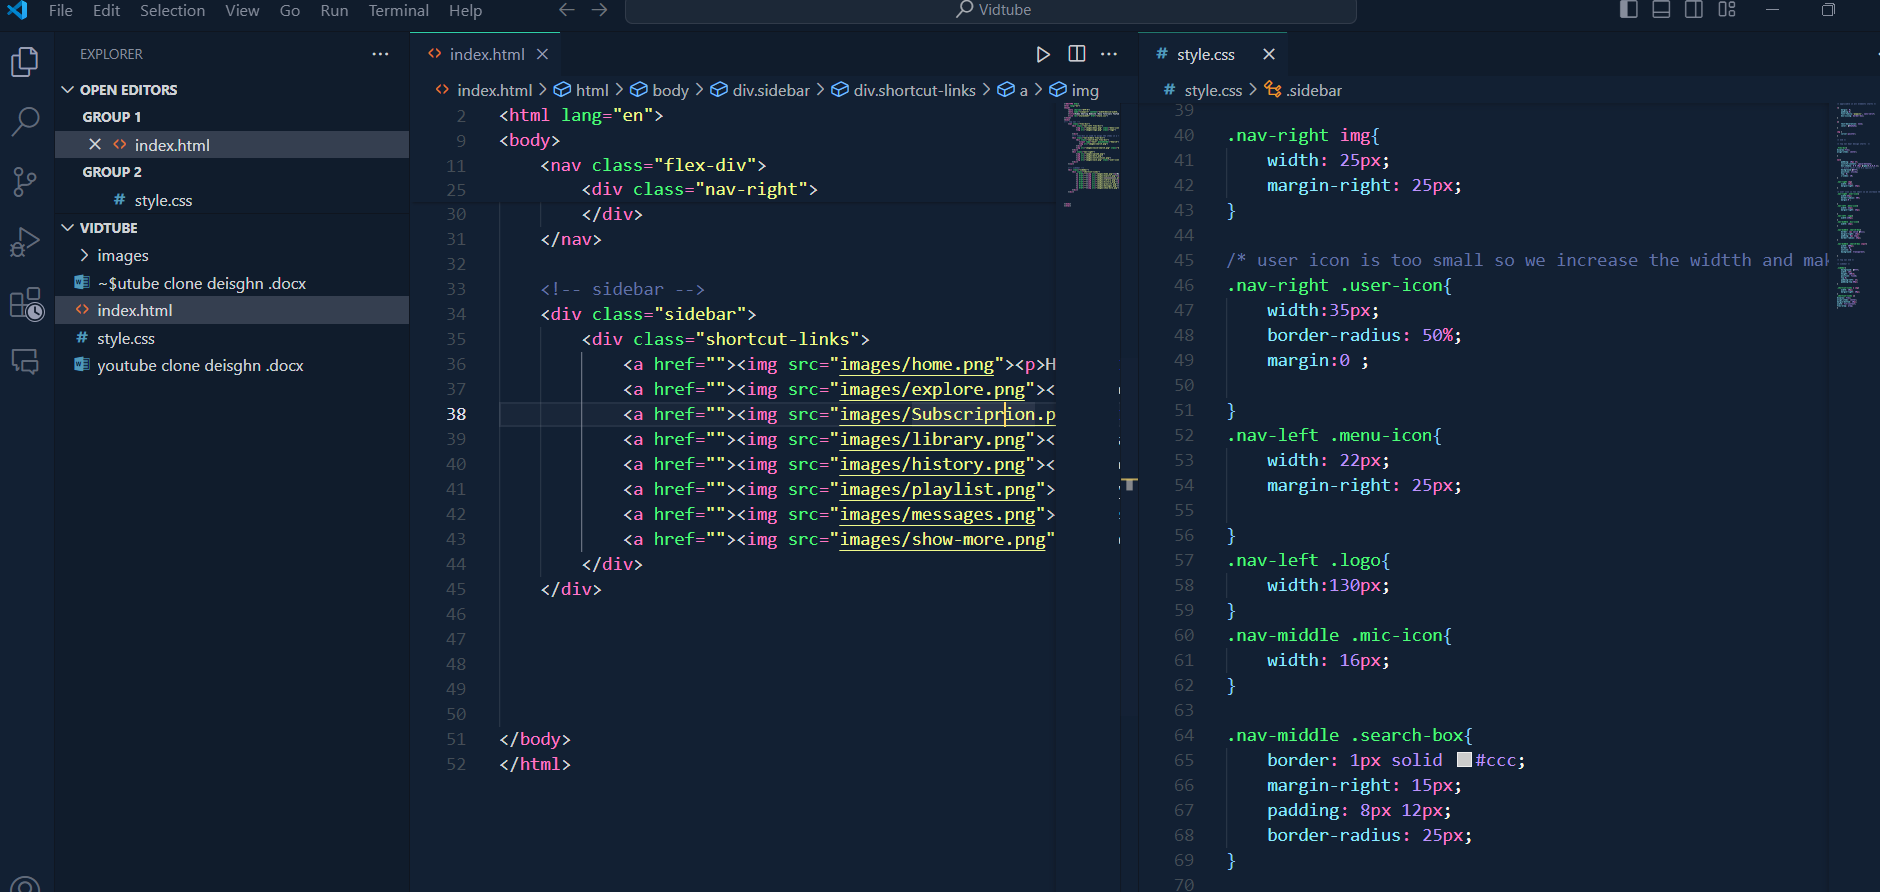 File Edit Selection View Go Run Terminal Help
Vidtube
EXPLORER
OPEN EDITORS
GROUP 1
index.html
GROUP 2
# style.css
VIDTUBE
images
~$utube clone deisghn .docx
index.html
# style.css
youtube clone deisghn .docx
index.html
index.html > html > body > div.sidebar > div.shortcut-links > a > img
2 <html lang="en">
9 <body>
11 <nav class="flex-div">
25 <div class="nav-right">
30 </div>
31 </nav>
32
33 <!-- sidebar -->
34 <div class="sidebar">
35 <div class="shortcut-links">
36 <a href=""><img src="images/home.png"><p>H
37 <a href=""><img src="images/explore.png"><
38 <a href=""><img src="images/Subscriprion.p
39 <a href=""><img src="images/library.png"><
40 <a href=""><img src="images/history.png"><
41 <a href=""><img src="images/playlist.png">
42 <a href=""><img src="images/messages.png">
43 <a href=""><img src="images/show-more.png"
44 </div>
45 </div>
46
47
48
49
50
51 </body>
52 </html>
# style.css
# style.css > .sidebar
39
40 .nav-right img{
41 width: 25px;
42 margin-right: 25px;
43 }
44
45 /* user icon is too small so we increase the widtth and mak
46 .nav-right .user-icon{
47 width:35px;
48 border-radius: 50%;
49 margin:0 ;
50
51 }
52 .nav-left .menu-icon{
53 width: 22px;
54 margin-right: 25px;
55
56 }
57 .nav-left .logo{
58 width:130px;
59 }
60 .nav-middle .mic-icon{
61 width: 16px;
62 }
63
64 .nav-middle .search-box{
65 border: 1px solid #ccc;
66 margin-right: 15px;
67 padding: 8px 12px;
68 border-radius: 25px;
69 }
70